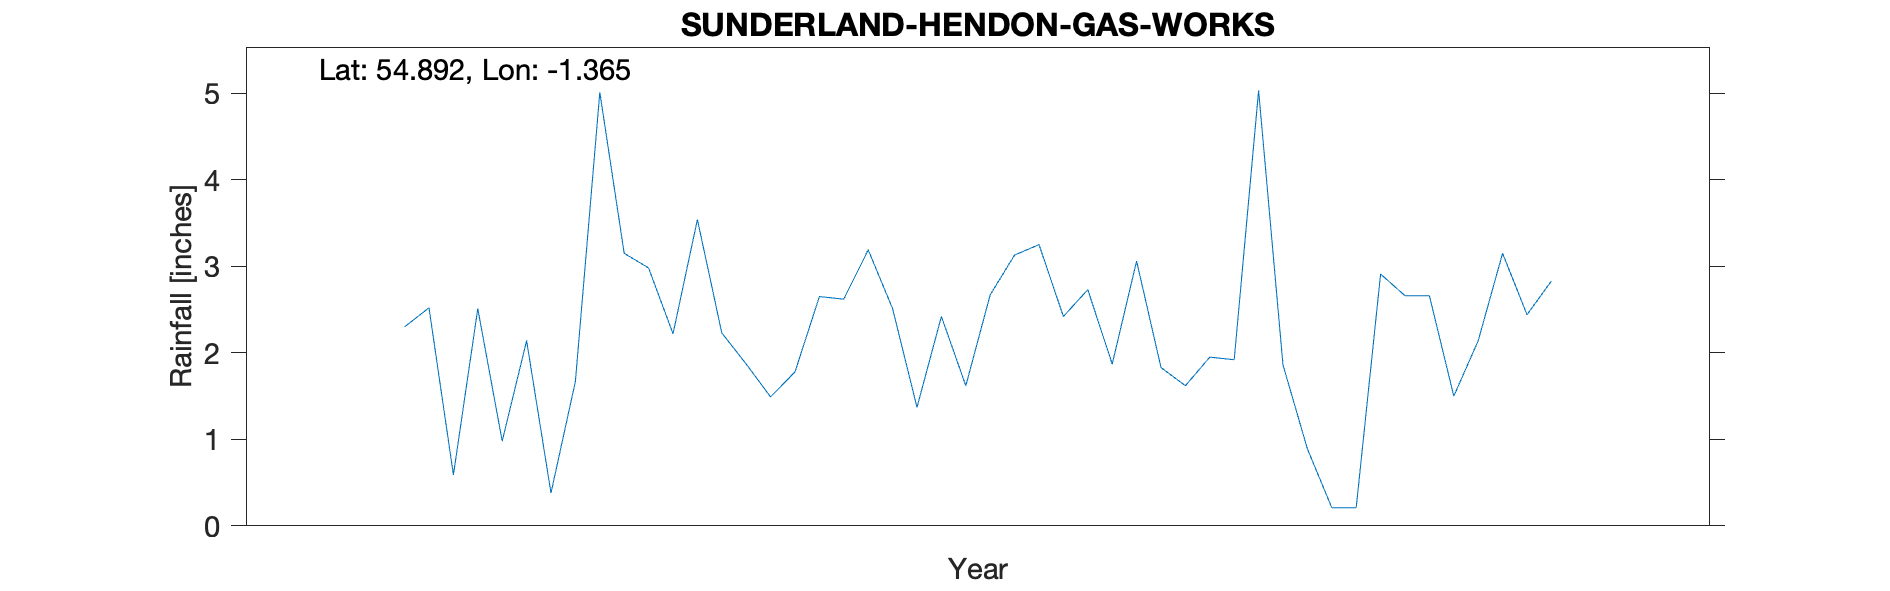 SUNDERLAND-HENDON-GAS-WORKS
Lat: 54.892, Lon: -1.365
5
4
3
2
1
0
Rainfall [inches]
Year